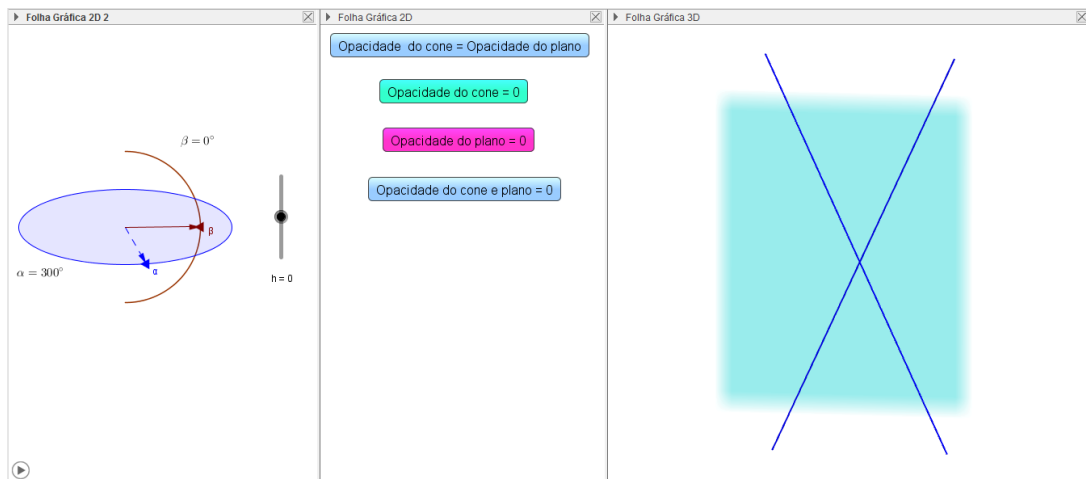 Folha Gráfica 2D 2
β = 0°
β
α
α = 300°
h = 0
Folha Gráfica 2D
Opacidade do cone = Opacidade do plano
Opacidade do cone = 0
Opacidade do plano = 0
Opacidade do cone e plano = 0
Folha Gráfica 3D